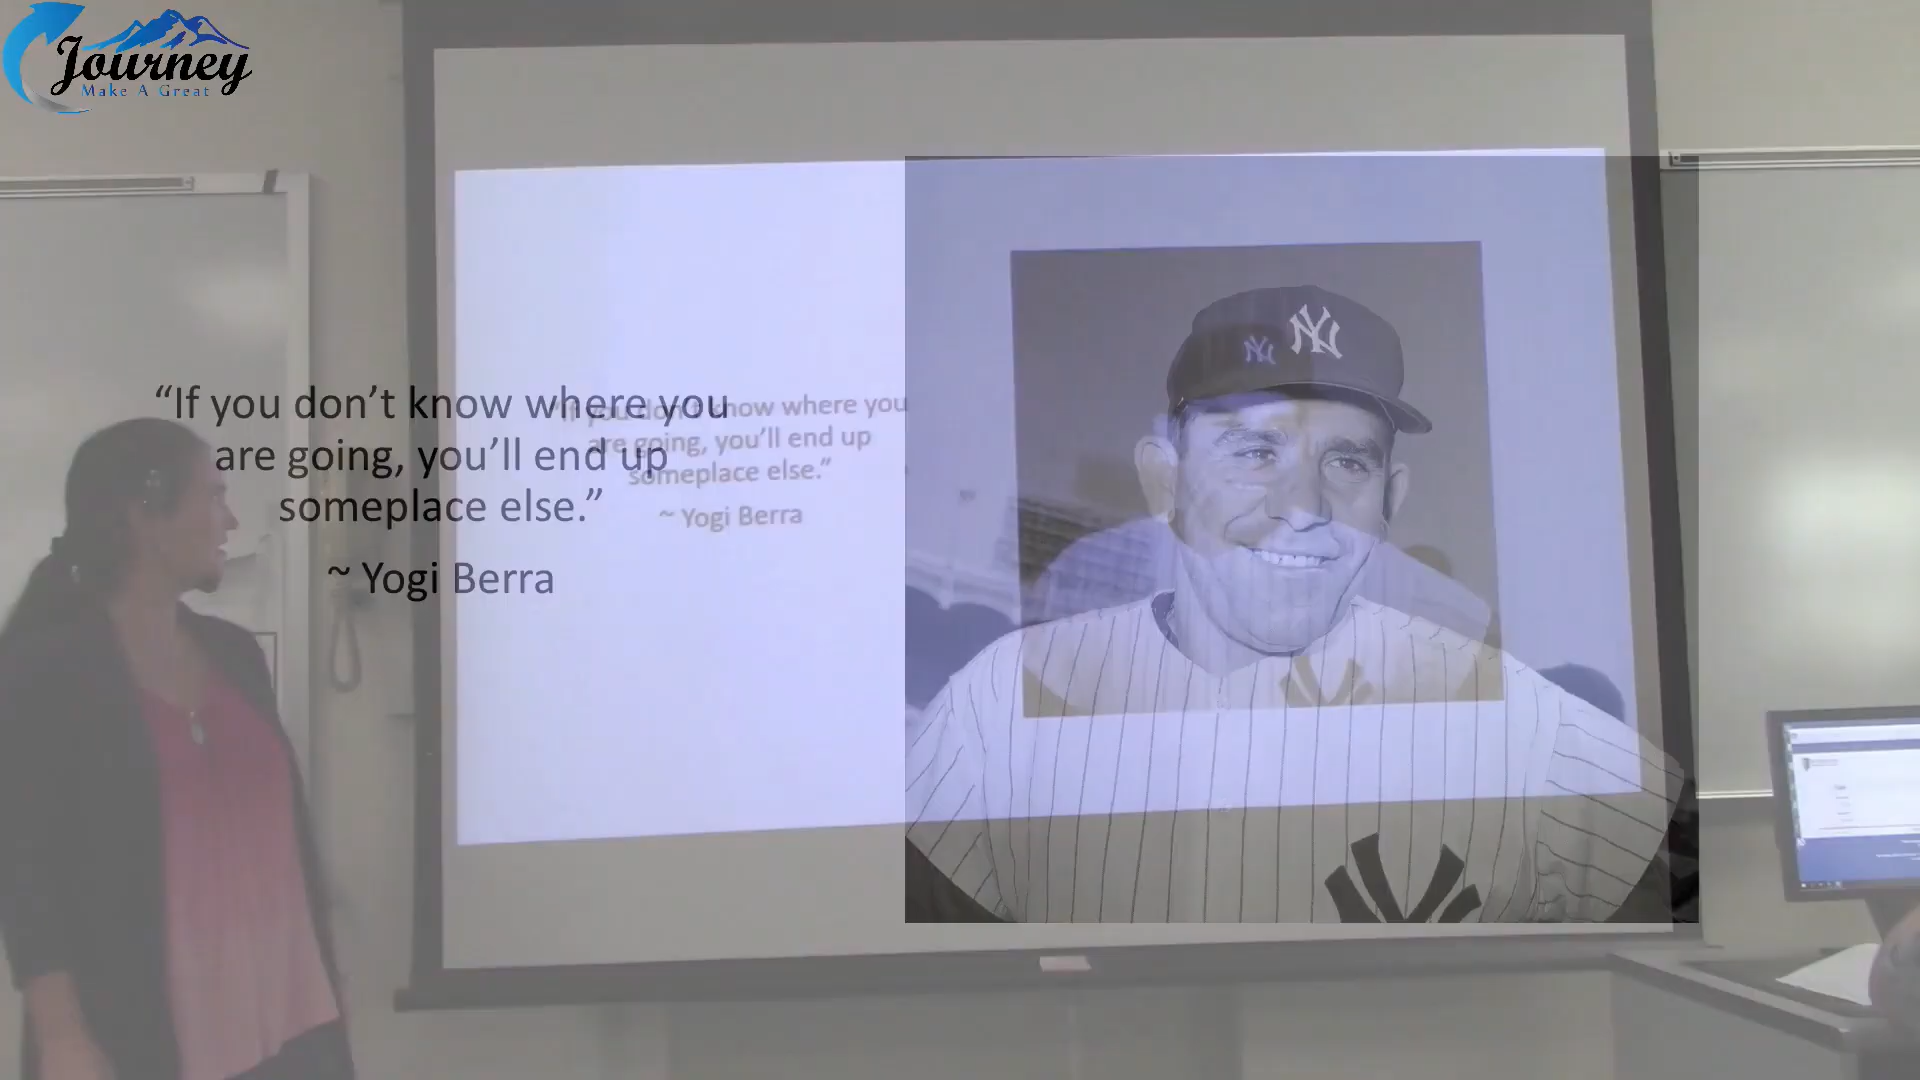 Journey
Make A Great
“If you don’t know where you
are going, you’ll end up
someplace else.”
~ Yogi Berra
If you don't know where you
are going, you’ll end up
someplace else.”
~ Yogi Berra
NY
NY